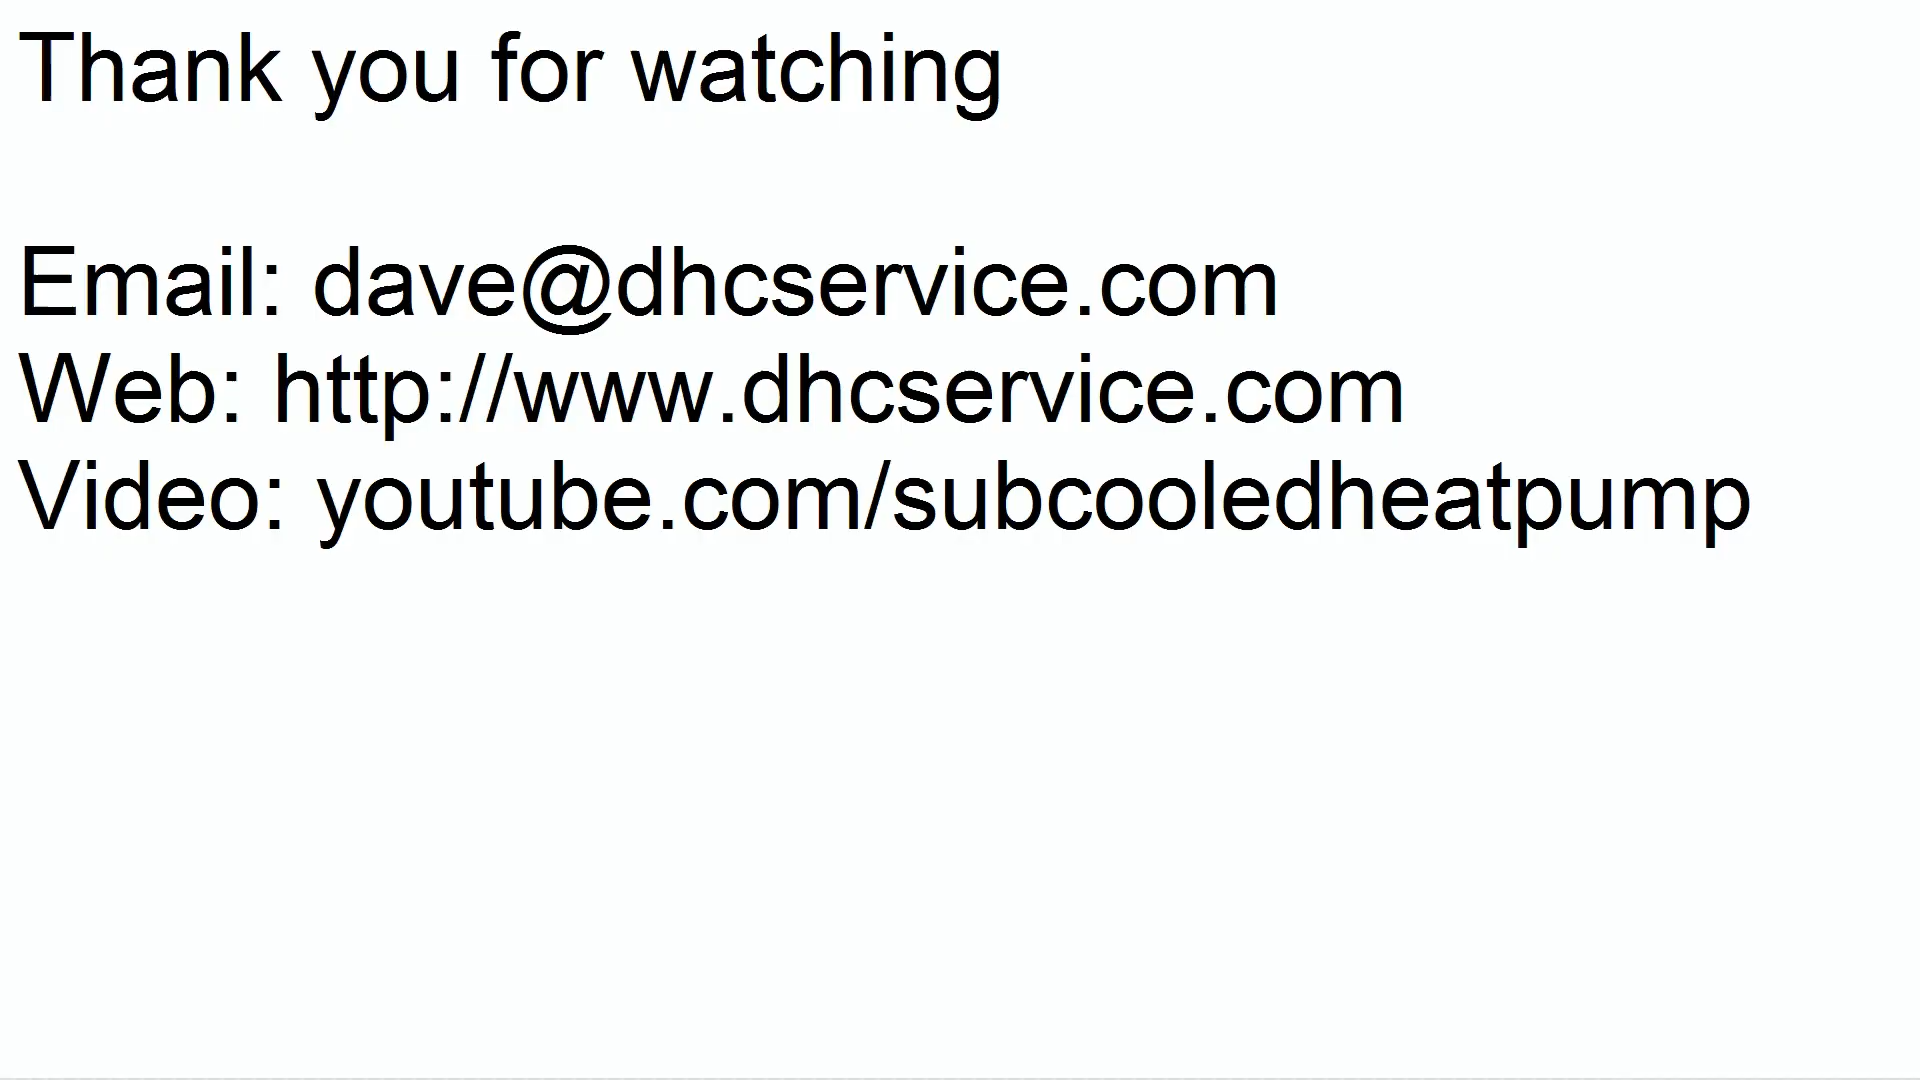 Thank you for watching
Email: dave@dhcservice.com
Web: http://www.dhcservice.com
Video: youtube.com/subcooledheatpump